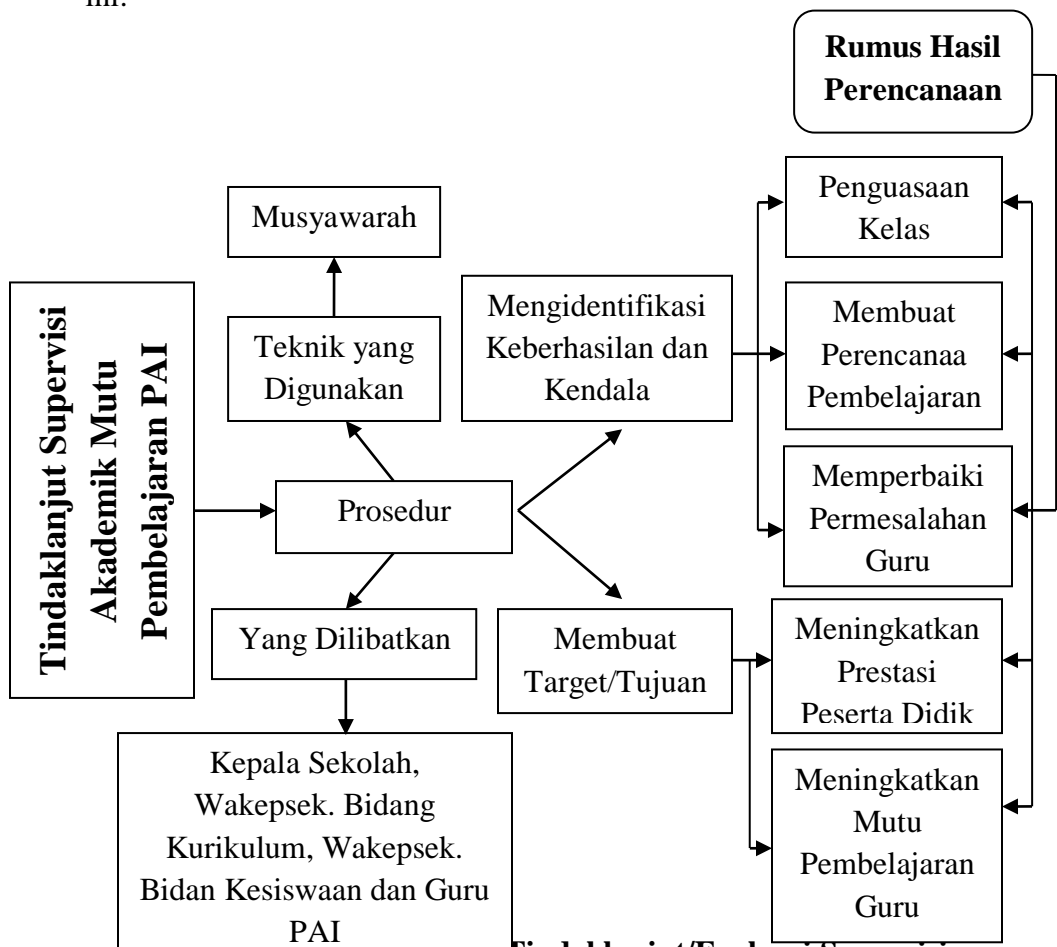 ini.
Rumus Hasil
Perencanaan
Penguasaan
Kelas
Musyawarah
Mengidentifikasi
Keberhasilan dan
Kendala
Membuat
Perencanaa
Pembelajaran
Teknik yang
Digunakan
Tindaklanjut Supervisi
Akademik Mutu
Pembelajaran PAI
Prosedur
Memperbaiki
Permesalahan
Guru
Yang Dilibatkan
Membuat
Target/Tujuan
Meningkatkan
Prestasi
Peserta Didik
Kepala Sekolah,
Wakepsek. Bidang
Kurikulum, Wakepsek.
Bidan Kesiswaan dan Guru
PAI
Meningkatkan
Mutu
Pembelajaran
Guru